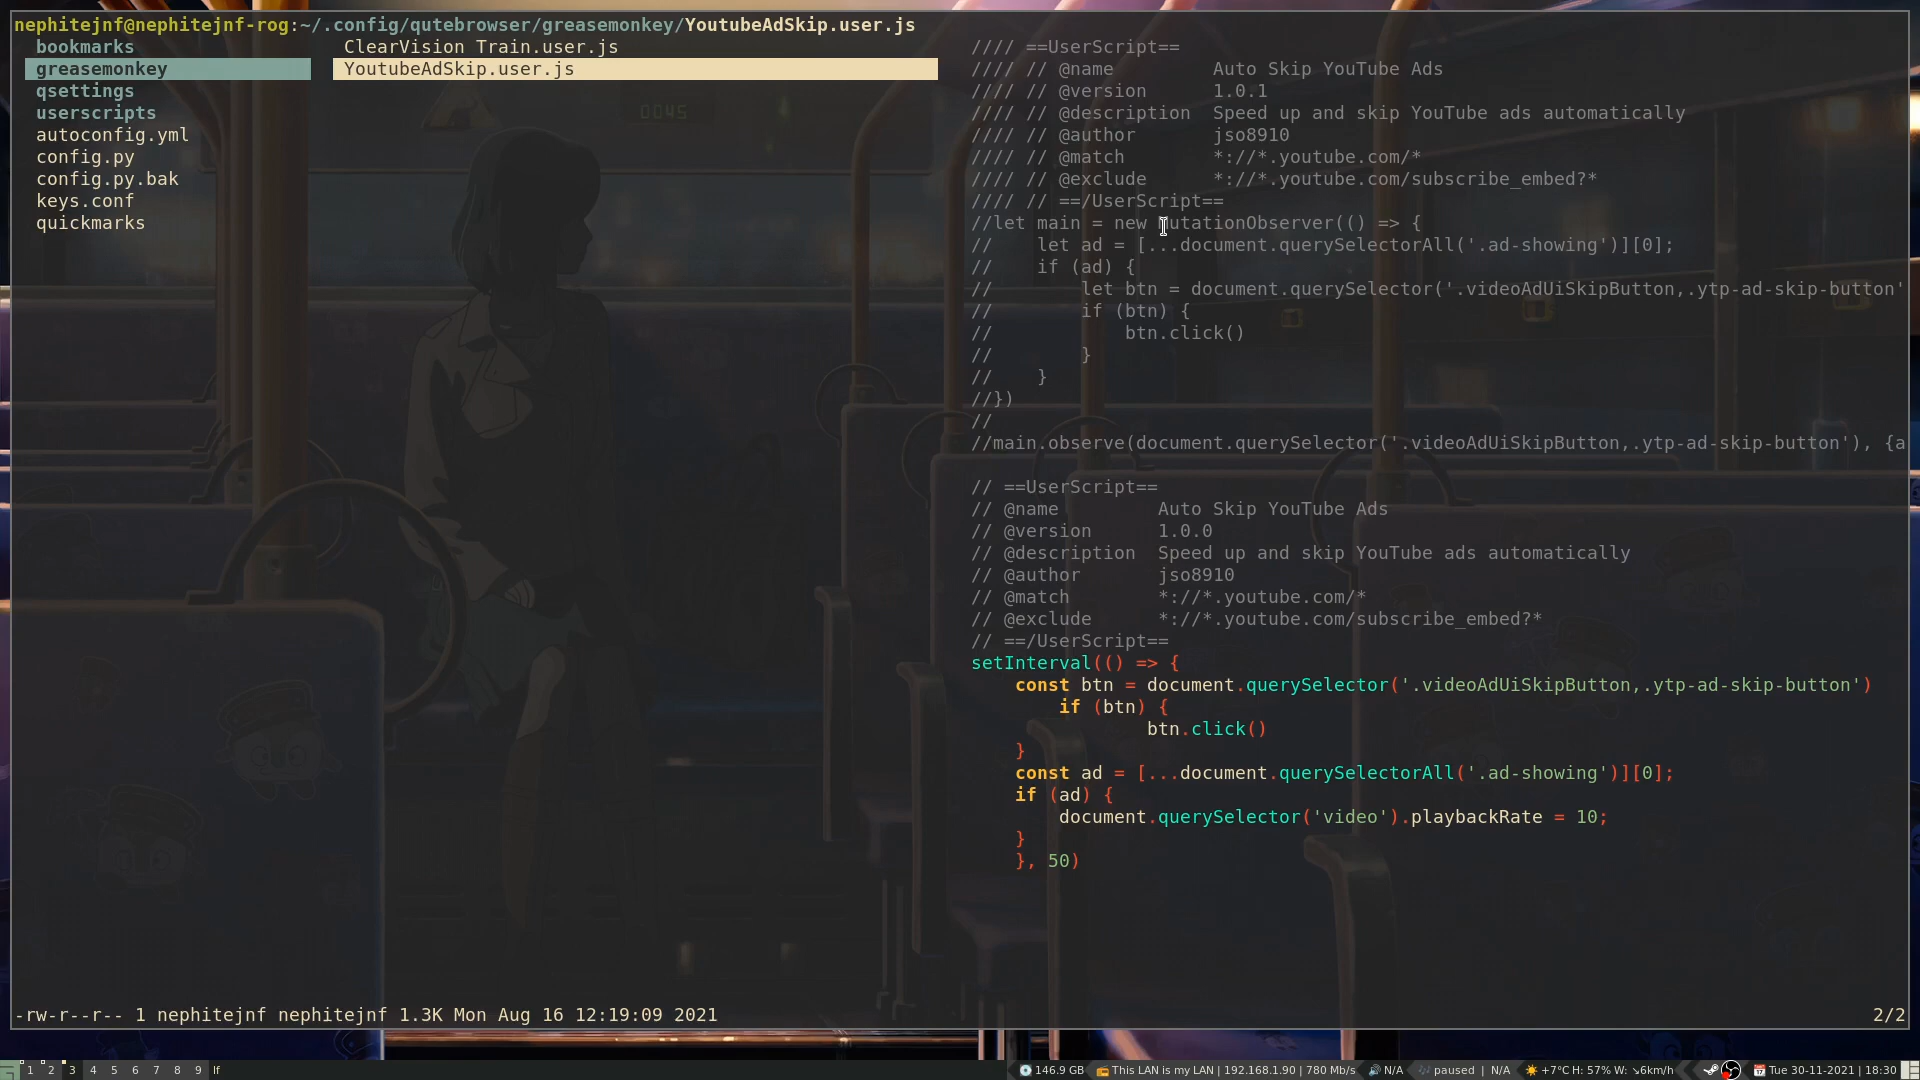 nephitejnf@nephitejnf-rog:~/.config/qutebrowser/greasemonkey/YoutubeAdSkip.user.js
bookmarks
greasemonkey
qsettings
userscripts
autoconfig.yml
config.py
config.py.bak
keys.conf
quickmarks
ClearVision Train.user.js
YoutubeAdSkip.user.js
//// ==UserScript==
//// // @name         Auto Skip YouTube Ads
//// // @version      1.0.1
//// // @description  Speed up and skip YouTube ads automatically
//// // @author       jso8910
//// // @match        *://*.youtube.com/*
//// // @exclude      *://*.youtube.com/subscribe_embed?*
//// // ==/UserScript==
//let main = new MutationObserver(() => {
//    let ad = [...document.querySelectorAll('.ad-showing')][0];
//    if (ad) {
//        let btn = document.querySelector('.videoAdUiSkipButton,.ytp-ad-skip-button'
//        if (btn) {
//            btn.click()
//        }
//    }
//})
//
//main.observe(document.querySelector('.videoAdUiSkipButton,.ytp-ad-skip-button'), {a
// ==UserScript==
// @name         Auto Skip YouTube Ads
// @version      1.0.0
// @description  Speed up and skip YouTube ads automatically
// @author       jso8910
// @match        *://*.youtube.com/*
// @exclude      *://*.youtube.com/subscribe_embed?*
// ==/UserScript==
setInterval(() => {
    const btn = document.querySelector('.videoAdUiSkipButton,.ytp-ad-skip-button')
        if (btn) {
                btn.click()
    }
    const ad = [...document.querySelectorAll('.ad-showing')][0];
    if (ad) {
        document.querySelector('video').playbackRate = 10;
    }
    }, 50)
0045
-rw-r--r-- 1 nephitejnf nephitejnf 1.3K Mon Aug 16 12:19:09 2021
2/2
1 2 3 4 5 6 7 8 9 lf
146.9 GB
This LAN is my LAN | 192.168.1.90 | 780 Mb/s
N/A
paused | N/A
+7°C H: 57% W: ↘6km/h
Tue 30-11-2021 | 18:30